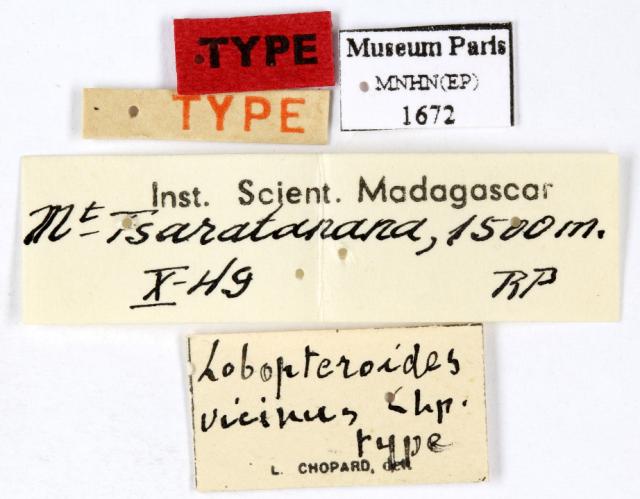 TYPE
TYPE
Museum Paris
MNHN(EP)
1672
Inst. Scient. Madagascar
Mt Tsaratanana, 1500 m.
X-49
RP
Lobopteroides
vicinus Chp.
type
L. CHOPARD, det.